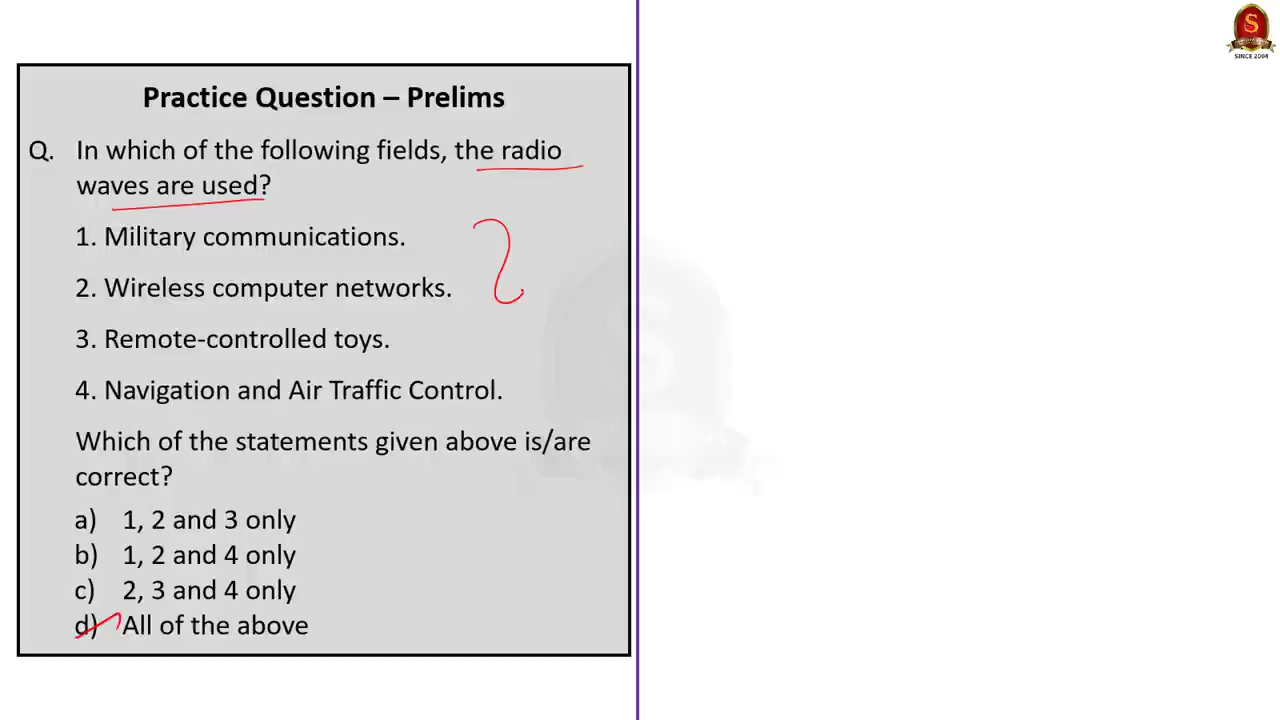 Practice Question – Prelims
Q. In which of the following fields, the radio
waves are used?
1. Military communications.
2. Wireless computer networks.
3. Remote-controlled toys.
4. Navigation and Air Traffic Control.
Which of the statements given above is/are
correct?
a) 1, 2 and 3 only
b) 1, 2 and 4 only
c) 2, 3 and 4 only
d) All of the above
S
SINCE 2004